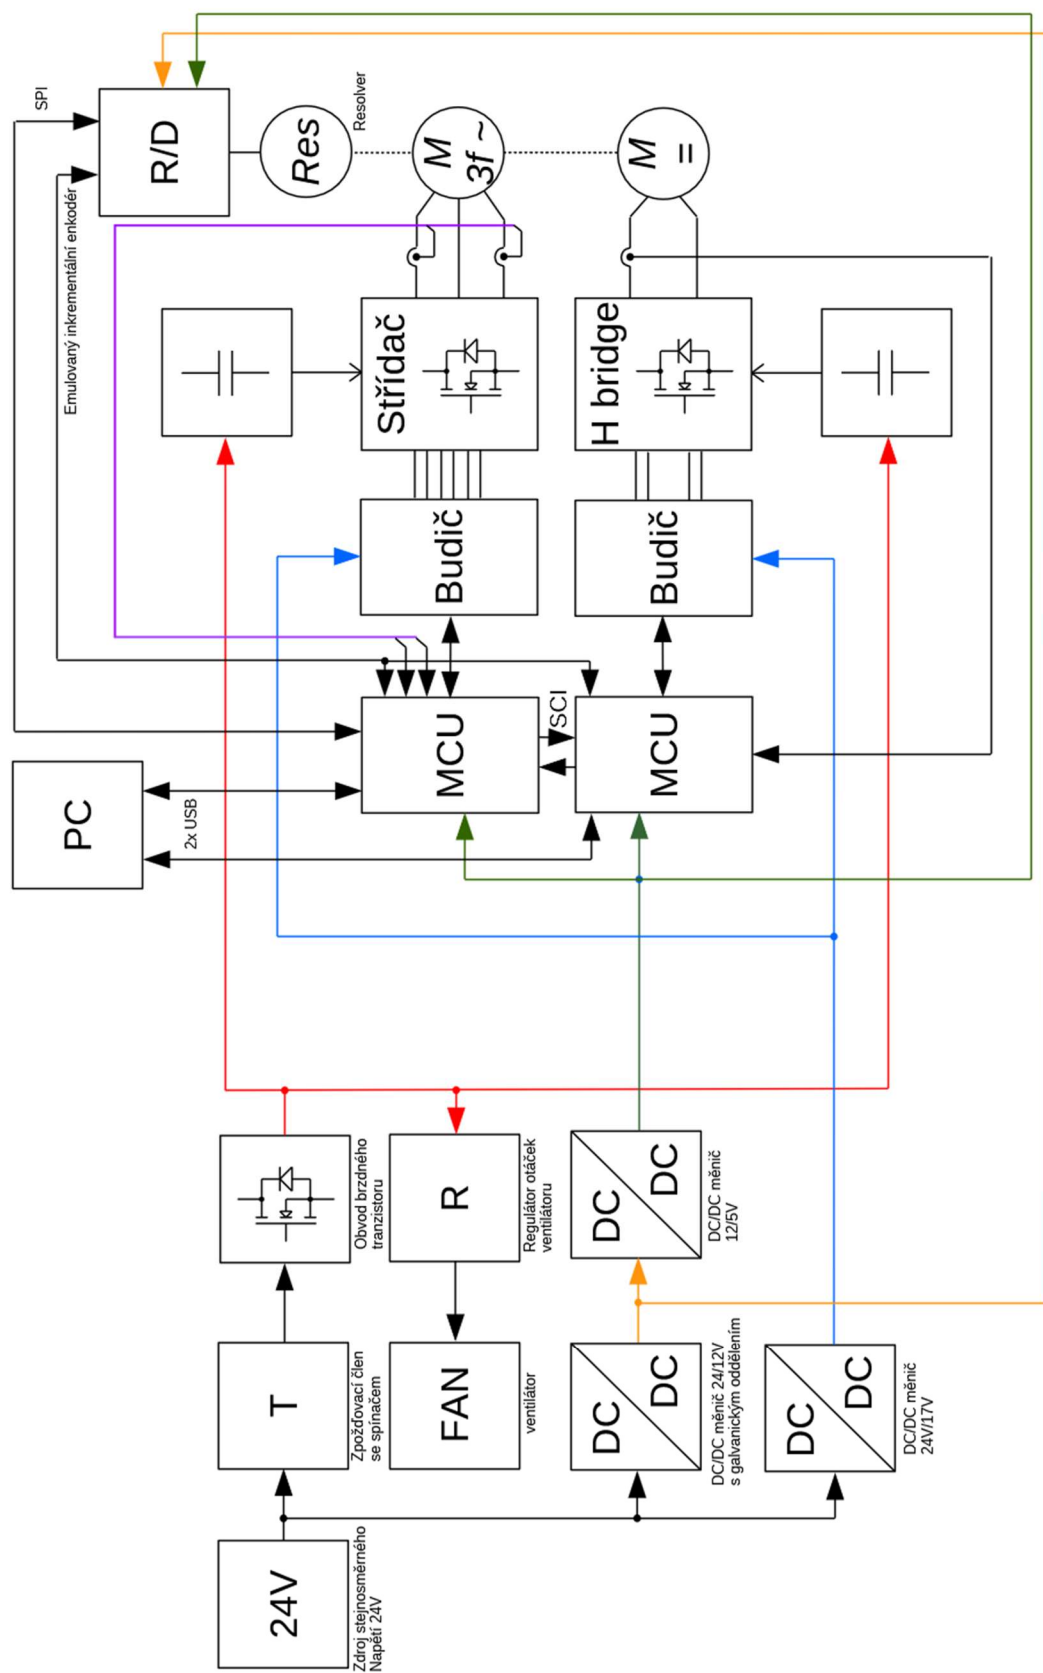 24V
Zdroj stejnosměrného
Napětí 24V
T
Zpožďovací člen
se spínačem
Obvod brzdného
tranzistoru
FAN
ventilátor
R
Regulátor otáček
ventilátoru
DC
DC
DC/DC měnič 24/12V
s galvanickým oddělením
DC
DC
DC/DC měnič
12/5V
DC
DC
DC/DC měnič
24V/17V
PC
2x USB
MCU
SCI
MCU
Budič
Budič
Střídač
H bridge
Emulovaný inkrementální enkodér
SPI
R/D
Res
Resolver
M
3f ~
M
=